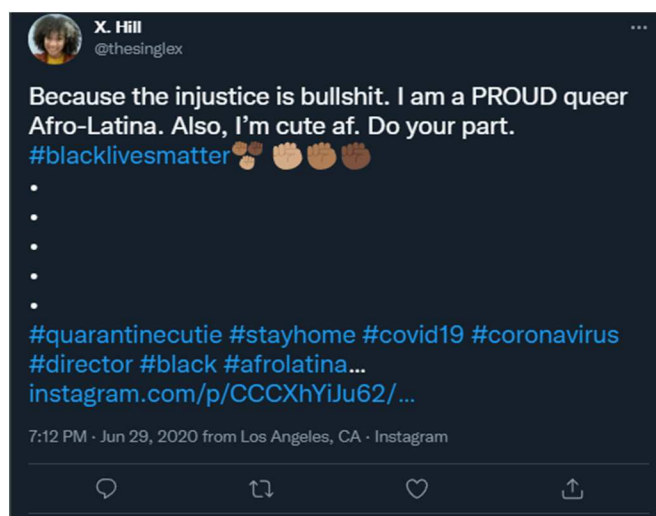 X. Hill
@thesinglex
Because the injustice is bullshit. I am a PROUD queer
Afro-Latina. Also, I’m cute af. Do your part.
#blacklivesmatter
•
•
•
•
•
#quarantinecutie #stayhome #covid19 #coronavirus
#director #black #afrolatina...
instagram.com/p/CCCXhYiJu62/...
7:12 PM · Jun 29, 2020 from Los Angeles, CA · Instagram